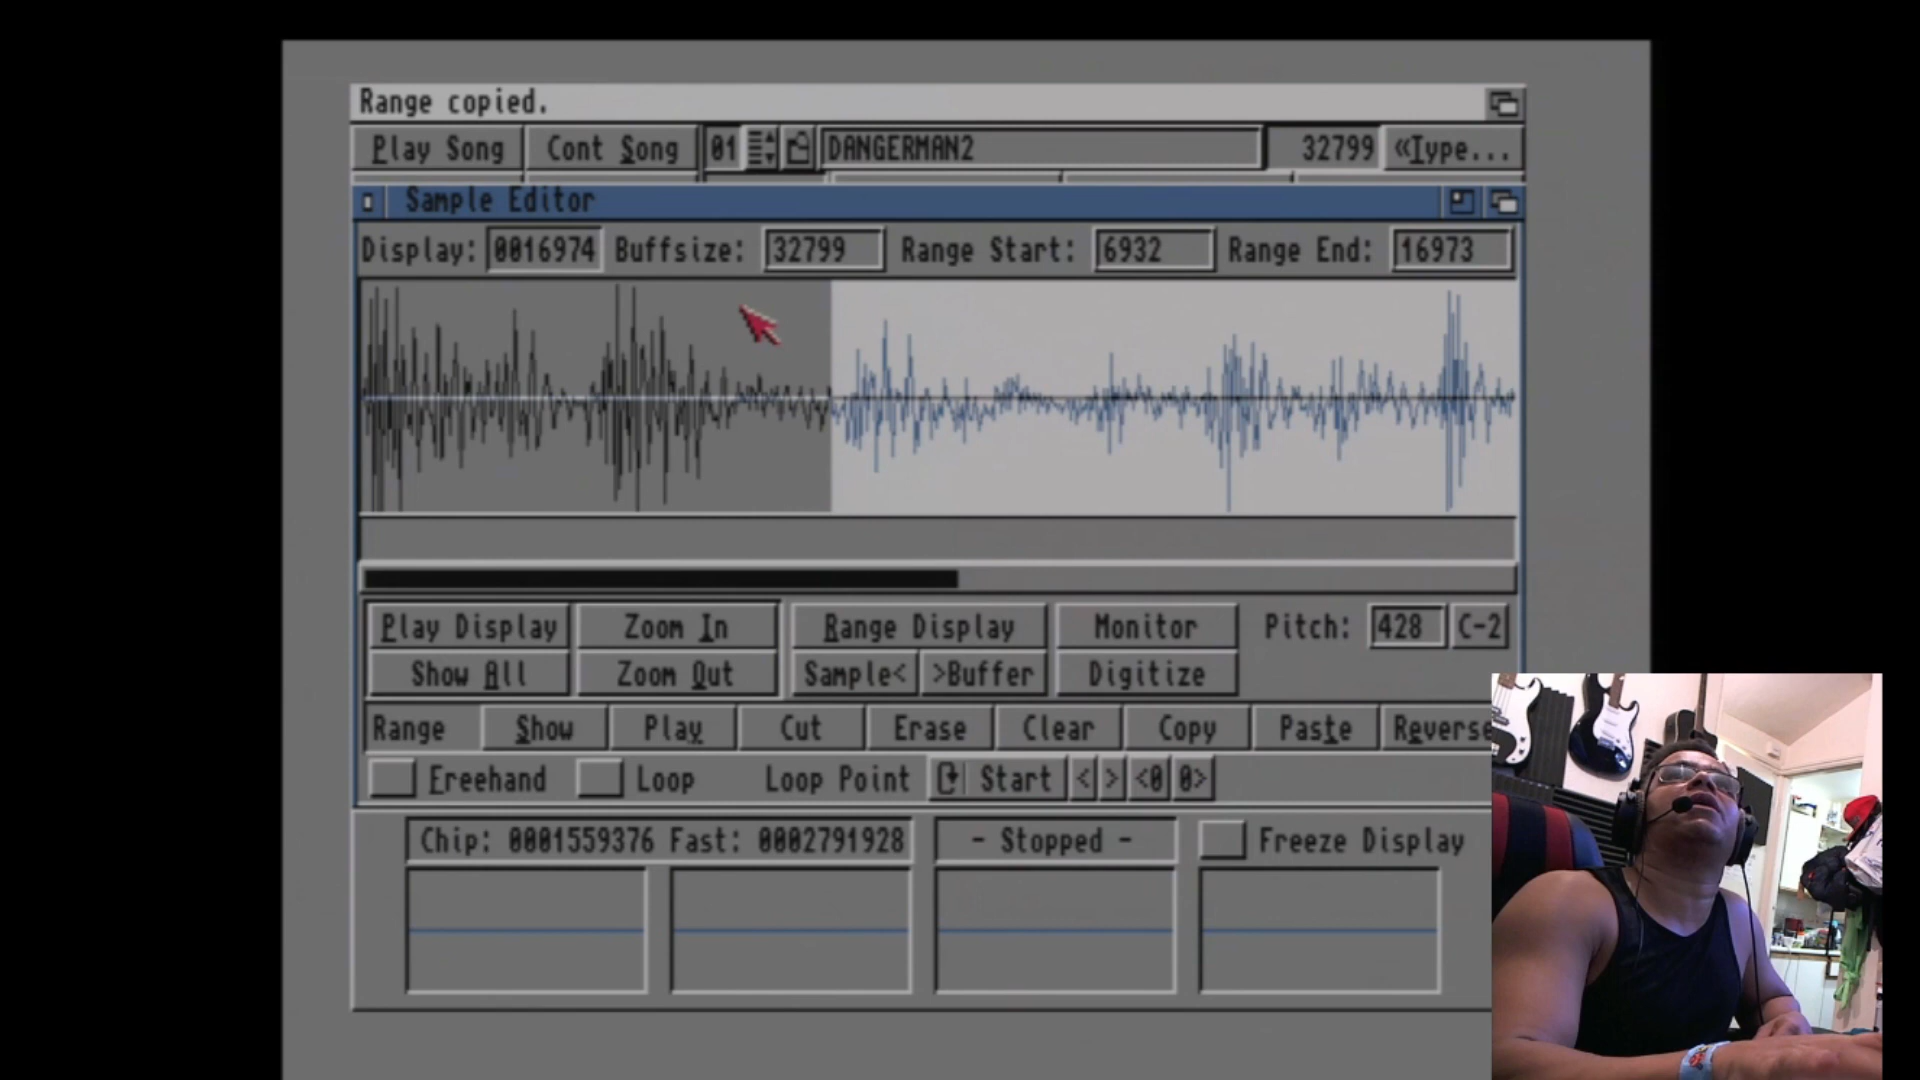 Range copied.
Play Song Cont Song 01 DANGERMAN2 32799 «Type...
Sample Editor
Display: 0016974 Buffsize: 32799 Range Start: 6932 Range End: 16973
Play Display Zoom In Range Display Monitor Pitch: 428 C-2
Show All Zoom Out Sample< >Buffer Digitize
Range Show Play Cut Erase Clear Copy Paste Reverse
Freehand Loop Loop Point Start < > <0 0>
Chip: 0001559376 Fast: 0002791928 - Stopped - Freeze Display